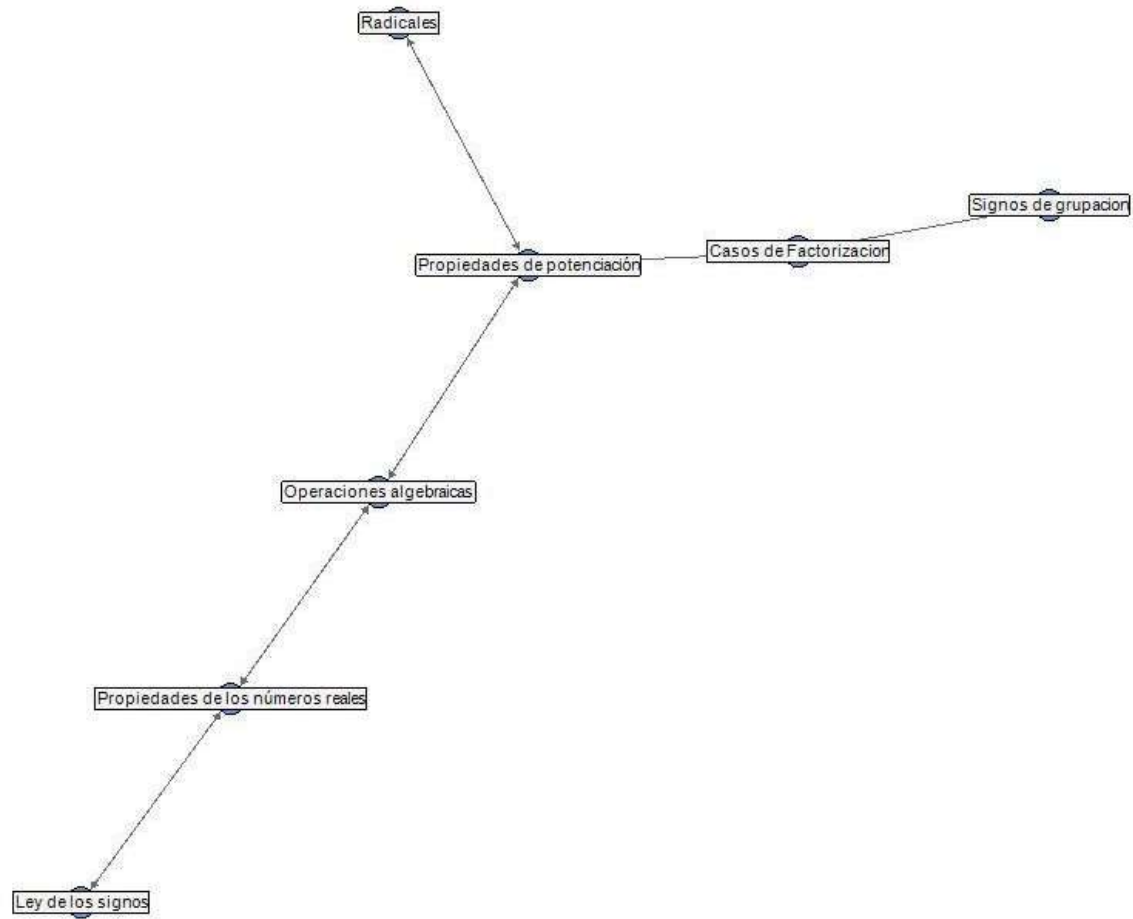 Radicales
Signos de grupacion
Casos de Factorizacion
Propiedades de potenciación
Operaciones algebraicas
Propiedades de los números reales
Ley de los signos